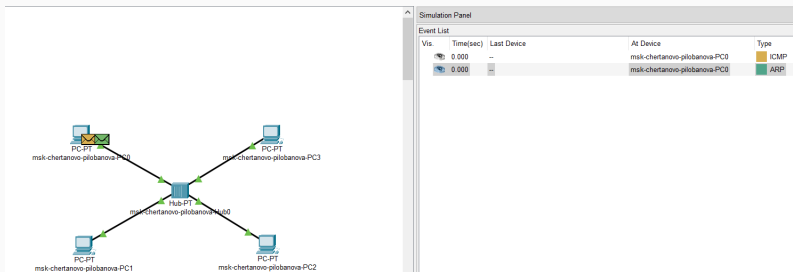 Simulation Panel
Event List
Vis. Time(sec) Last Device At Device Type
0.000 -- msk-chertanovo-pilobanova-PC0 ICMP
0.000 -- msk-chertanovo-pilobanova-PC0 ARP
PC-PT
msk-chertanovo-pilobanova-PC0
PC-PT
msk-chertanovo-pilobanova-PC3
Hub-PT
msk-chertanovo-pilobanova-Hub0
PC-PT
msk-chertanovo-pilobanova-PC1
PC-PT
msk-chertanovo-pilobanova-PC2